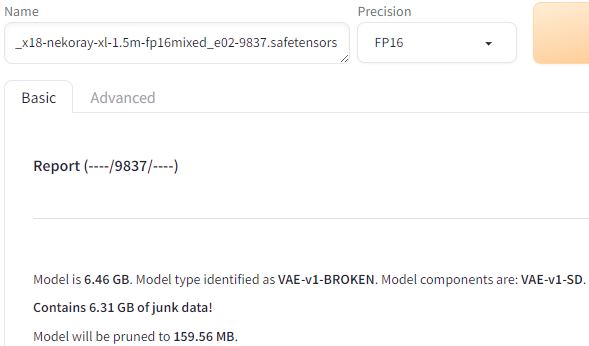 Name
Precision
_x18-nekoray-xl-1.5m-fp16mixed_e02-9837.safetensors
FP16
Basic
Advanced
Report (----/9837/----)
Model is 6.46 GB. Model type identified as VAE-v1-BROKEN. Model components are: VAE-v1-SD.
Contains 6.31 GB of junk data!
Model will be pruned to 159.56 MB.